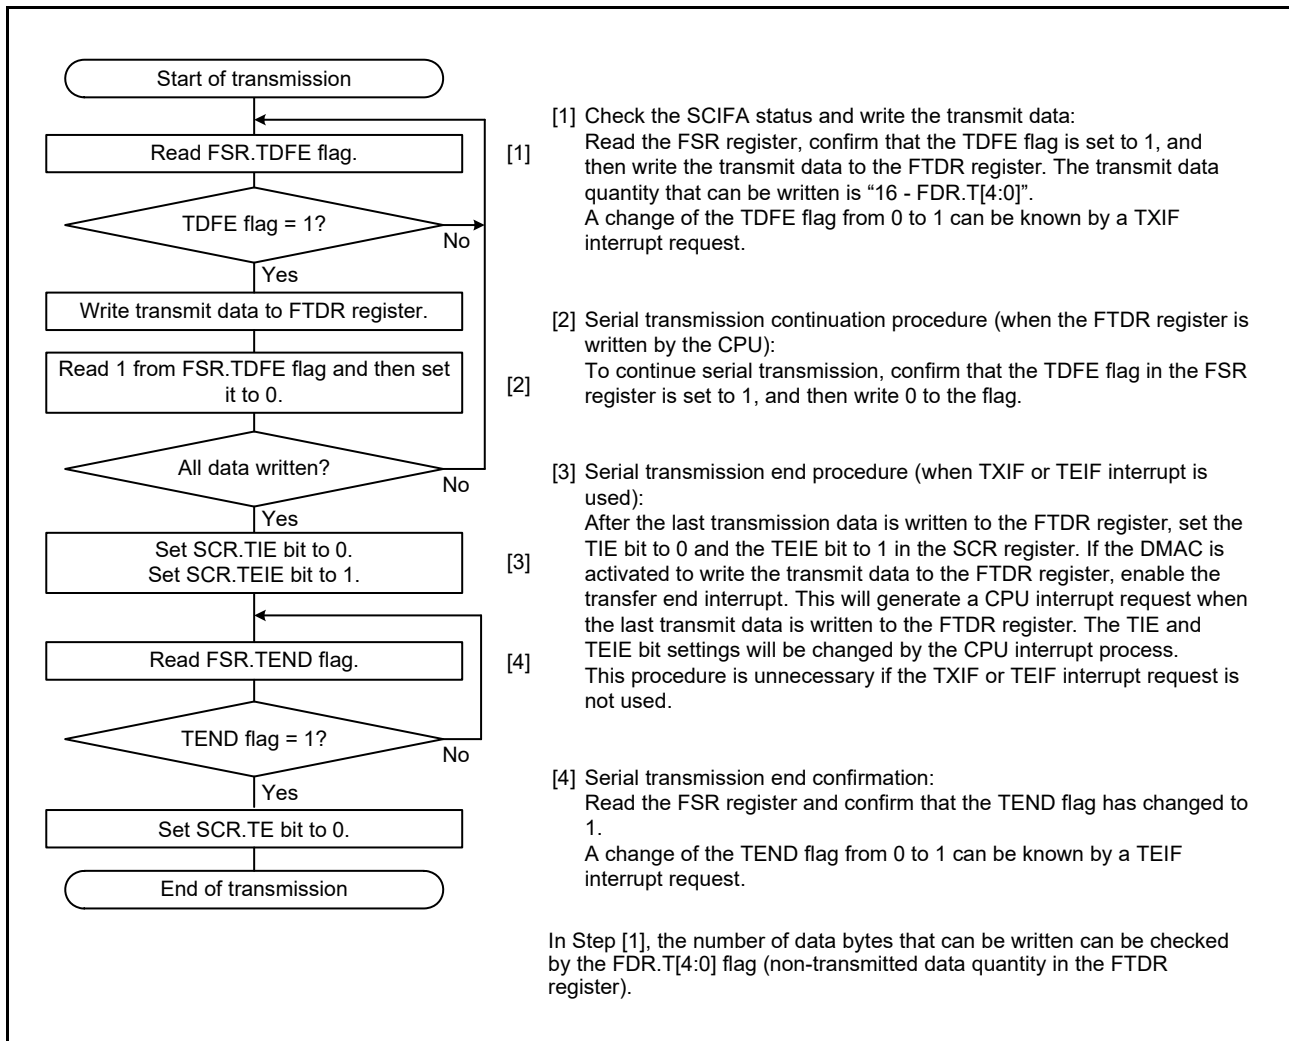 Start of transmission
Read FSR.TDFE flag.
[1]
TDFE flag = 1?
No
Yes
Write transmit data to FTDR register.
Read 1 from FSR.TDFE flag and then set
it to 0.
[2]
All data written?
No
Yes
Set SCR.TIE bit to 0.
Set SCR.TEIE bit to 1.
[3]
Read FSR.TEND flag.
[4]
TEND flag = 1?
No
Yes
Set SCR.TE bit to 0.
End of transmission
[1] Check the SCIFA status and write the transmit data:
Read the FSR register, confirm that the TDFE flag is set to 1, and
then write the transmit data to the FTDR register. The transmit data
quantity that can be written is “16 - FDR.T[4:0]”.
A change of the TDFE flag from 0 to 1 can be known by a TXIF
interrupt request.
[2] Serial transmission continuation procedure (when the FTDR register is
written by the CPU):
To continue serial transmission, confirm that the TDFE flag in the FSR
register is set to 1, and then write 0 to the flag.
[3] Serial transmission end procedure (when TXIF or TEIF interrupt is
used):
After the last transmission data is written to the FTDR register, set the
TIE bit to 0 and the TEIE bit to 1 in the SCR register. If the DMAC is
activated to write the transmit data to the FTDR register, enable the
transfer end interrupt. This will generate a CPU interrupt request when
the last transmit data is written to the FTDR register. The TIE and
TEIE bit settings will be changed by the CPU interrupt process.
This procedure is unnecessary if the TXIF or TEIF interrupt request is
not used.
[4] Serial transmission end confirmation:
Read the FSR register and confirm that the TEND flag has changed to
1.
A change of the TEND flag from 0 to 1 can be known by a TEIF
interrupt request.
In Step [1], the number of data bytes that can be written can be checked
by the FDR.T[4:0] flag (non-transmitted data quantity in the FTDR
register).